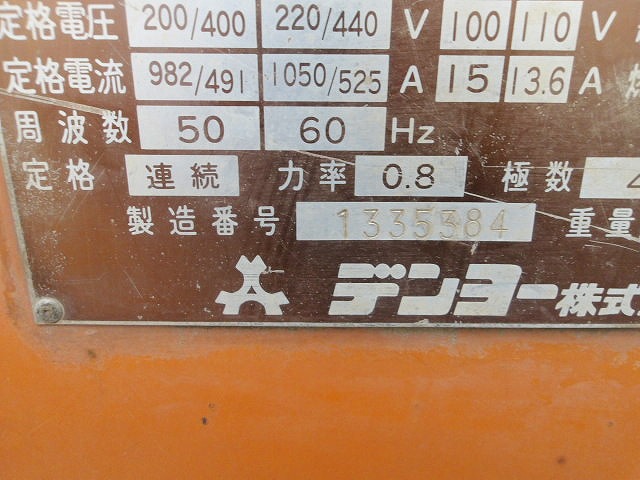 定格電圧 200/400 220/440 V 100 110 V
定格電流 982/491 1050/525 A 15 13.6 A
周波数 50 60 Hz
定格 連続 力率 0.8 極数
製造番号 1335384 重量
デンヨー株式